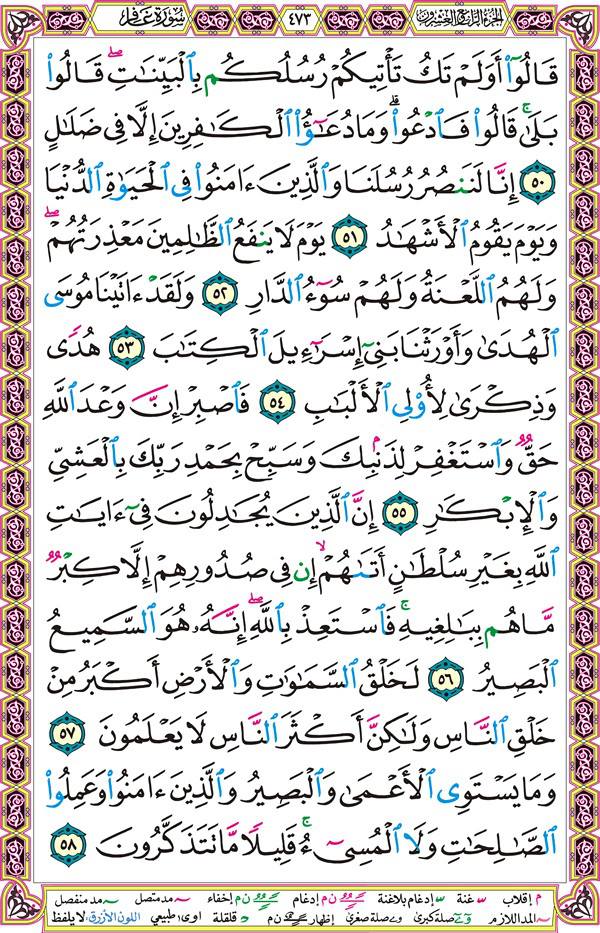 سورة غافر
٤٧٣
الجزء الرابع والعشرون
قَالُوٓا۟ أَوَلَمْ تَكُ تَأْتِيكُمْ رُسُلُكُم بِٱلْبَيِّنَـٰتِ ۖ قَالُوا۟
بَلَىٰ ۚ قَالُوا۟ فَٱدْعُوا۟ ۗ وَمَا دُعَـٰٓؤُا۟ ٱلْكَـٰفِرِينَ إِلَّا فِى ضَلَـٰلٍ
٥٠ إِنَّا لَنَنصُرُ رُسُلَنَا وَٱلَّذِينَ ءَامَنُوا۟ فِى ٱلْحَيَوٰةِ ٱلدُّنْيَا
وَيَوْمَ يَقُومُ ٱلْأَشْهَـٰدُ ٥١ يَوْمَ لَا يَنفَعُ ٱلظَّـٰلِمِينَ مَعْذِرَتُهُمْ ۖ
وَلَهُمُ ٱللَّعْنَةُ وَلَهُمْ سُوٓءُ ٱلدَّارِ ٥٢ وَلَقَدْ ءَاتَيْنَا مُوسَى
ٱلْهُدَىٰ وَأَوْرَثْنَا بَنِىٓ إِسْرَٰٓءِيلَ ٱلْكِتَـٰبَ ٥٣ هُدًى
وَذِكْرَىٰ لِأُو۟لِى ٱلْأَلْبَـٰبِ ٥٤ فَٱصْبِرْ إِنَّ وَعْدَ ٱللَّهِ
حَقٌّ وَٱسْتَغْفِرْ لِذَنۢبِكَ وَسَبِّحْ بِحَمْدِ رَبِّكَ بِٱلْعَشِىِّ
وَٱلْإِبْكَـٰرِ ٥٥ إِنَّ ٱلَّذِينَ يُجَـٰدِلُونَ فِىٓ ءَايَـٰتِ
ٱللَّهِ بِغَيْرِ سُلْطَـٰنٍ أَتَىٰهُمْ ۙ إِن فِى صُدُورِهِمْ إِلَّا كِبْرٌ
مَّا هُم بِبَـٰلِغِيهِ ۚ فَٱسْتَعِذْ بِٱللَّهِ ۖ إِنَّهُۥ هُوَ ٱلسَّمِيعُ
ٱلْبَصِيرُ ٥٦ لَخَلْقُ ٱلسَّمَـٰوَٰتِ وَٱلْأَرْضِ أَكْبَرُ مِنْ
خَلْقِ ٱلنَّاسِ وَلَـٰكِنَّ أَكْثَرَ ٱلنَّاسِ لَا يَعْلَمُونَ ٥٧
وَمَا يَسْتَوِى ٱلْأَعْمَىٰ وَٱلْبَصِيرُ وَٱلَّذِينَ ءَامَنُوا۟ وَعَمِلُوا۟
ٱلصَّـٰلِحَـٰتِ وَلَا ٱلْمُسِىٓءُ ۚ قَلِيلًا مَّا تَتَذَكَّرُونَ ٥٨
م إقلاب غنة إدغام بلا غنة ن م إدغام ن م إخفاء مد متصل مد منفصل
المد اللازم صلة كبرى صلة صغرى إظهار ن م قلقلة اوى طبيعي اللون الأزرق: لا يلفظ